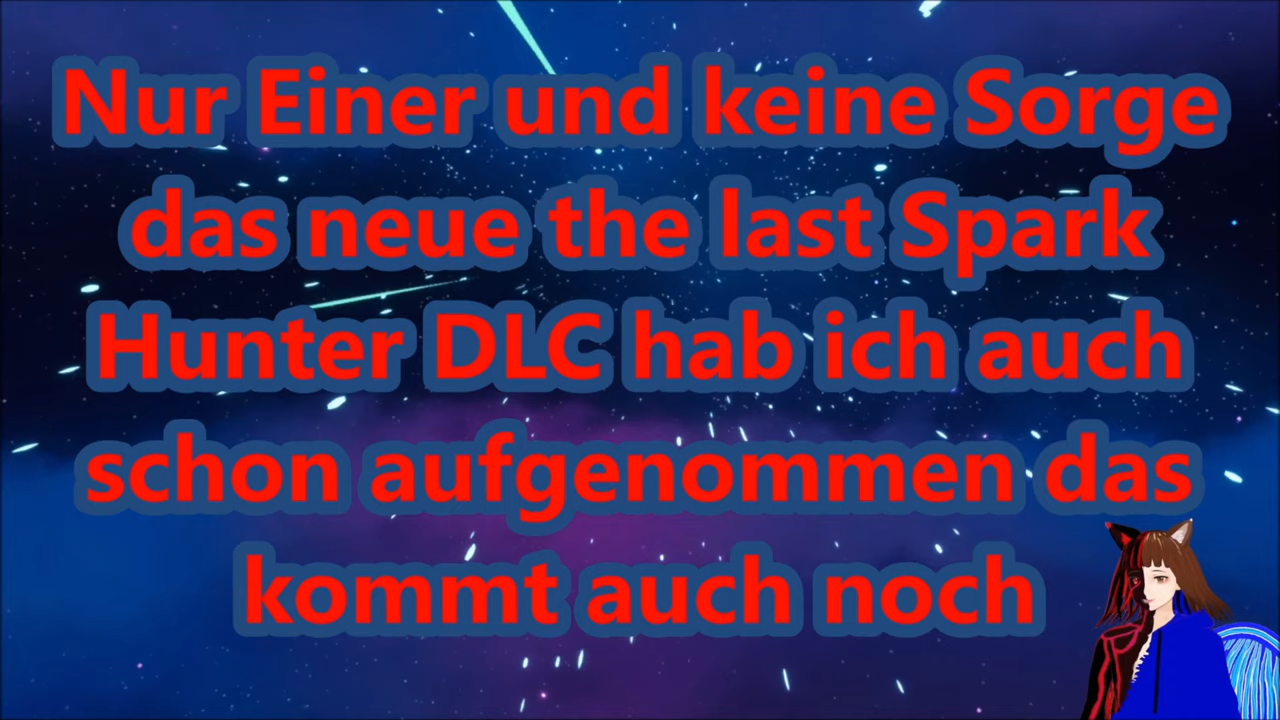 Nur Einer und keine Sorge
das neue the last Spark
Hunter DLC hab ich auch
schon aufgenommen das
kommt auch noch